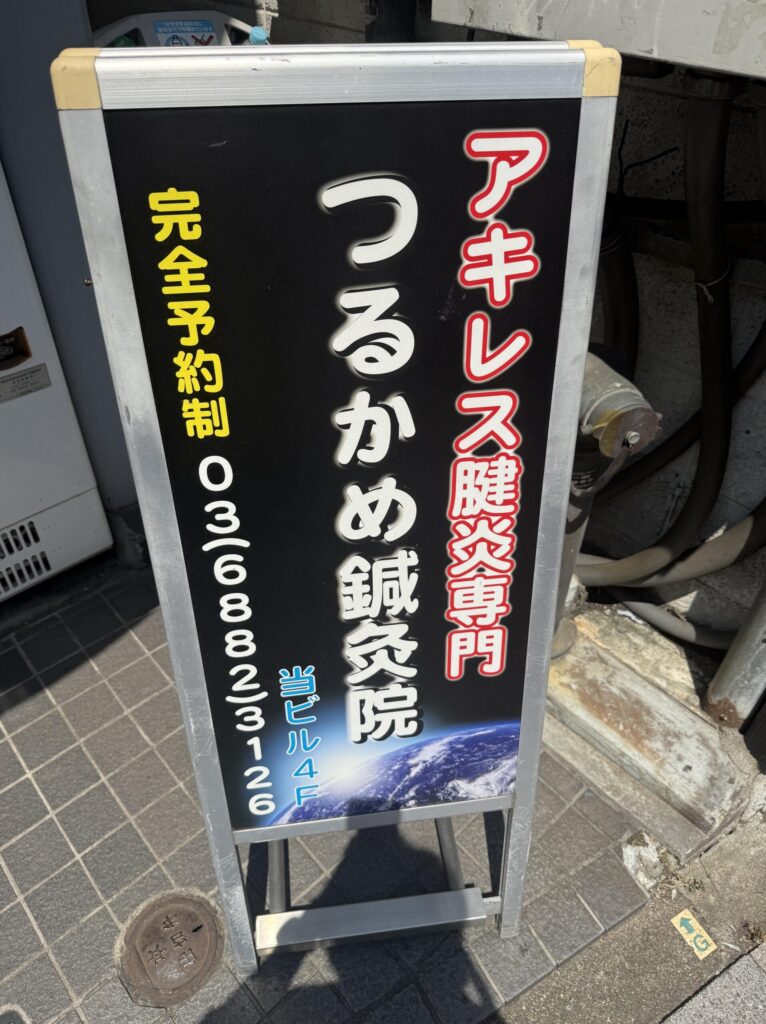 アキレス腱炎専門
つるかめ鍼灸院
当ビル4F
完全予約制 03(6882)3126